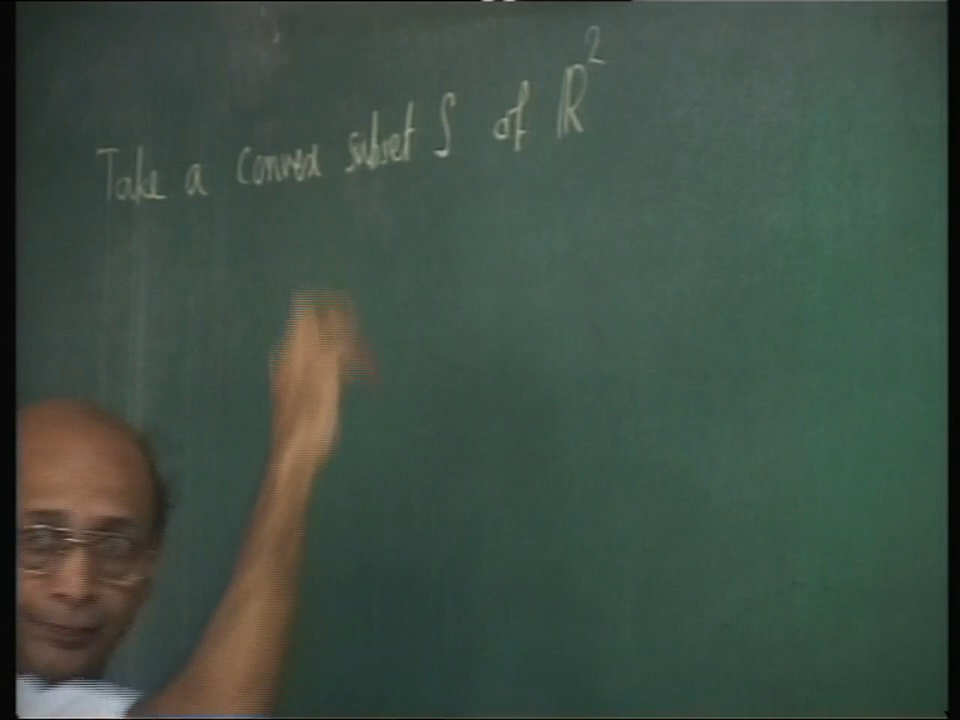 Take a convex subset S of ℝ²